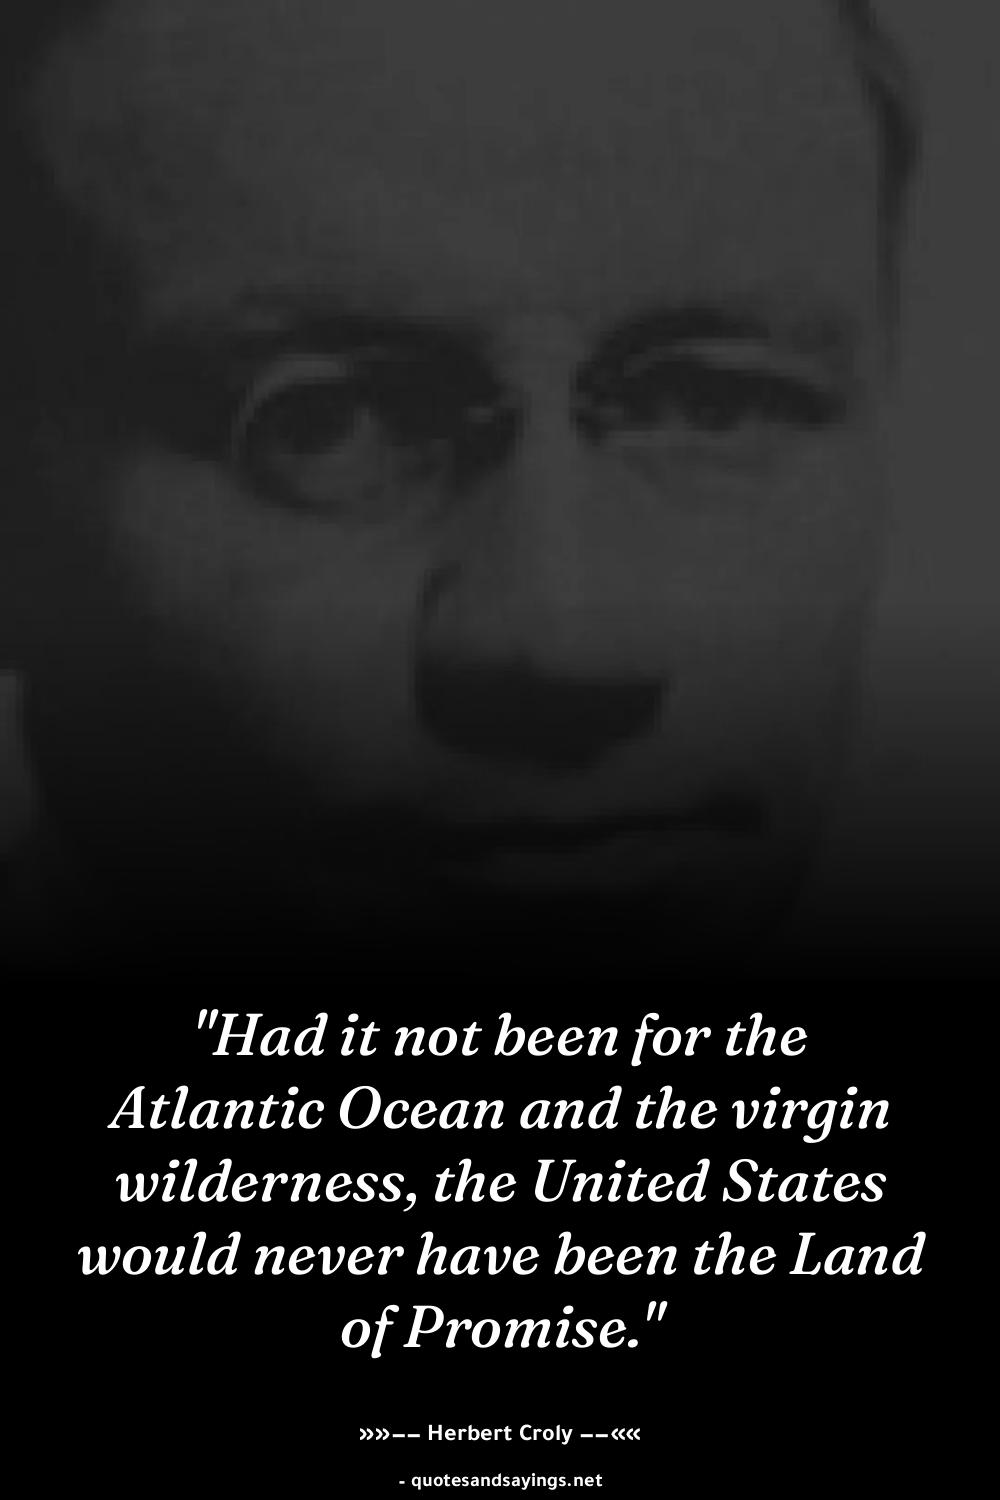 "Had it not been for the
Atlantic Ocean and the virgin
wilderness, the United States
would never have been the Land
of Promise."
»»−− Herbert Croly −−««
- quotesandsayings.net